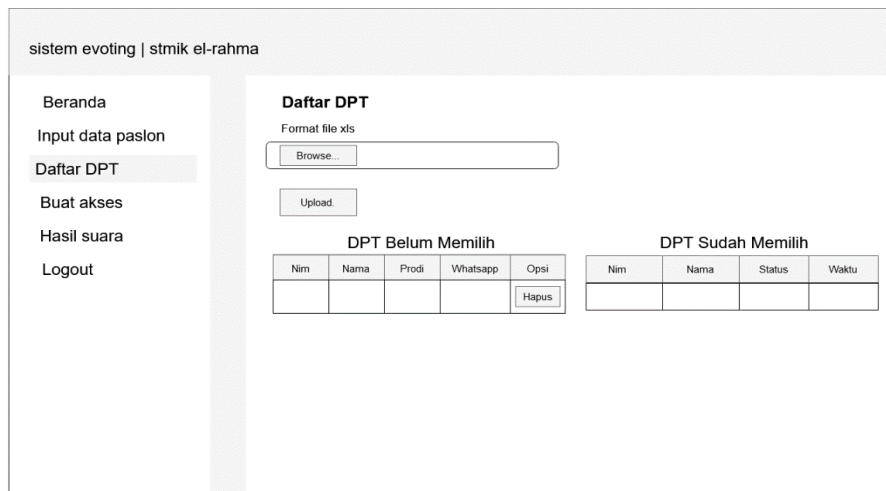 sistem evoting | stmik el-rahma
Beranda
Input data paslon
Daftar DPT
Buat akses
Hasil suara
Logout
Daftar DPT
Format file xls
Browse...
Upload.
DPT Belum Memilih
Nim Nama Prodi Whatsapp Opsi
Hapus
DPT Sudah Memilih
Nim Nama Status Waktu